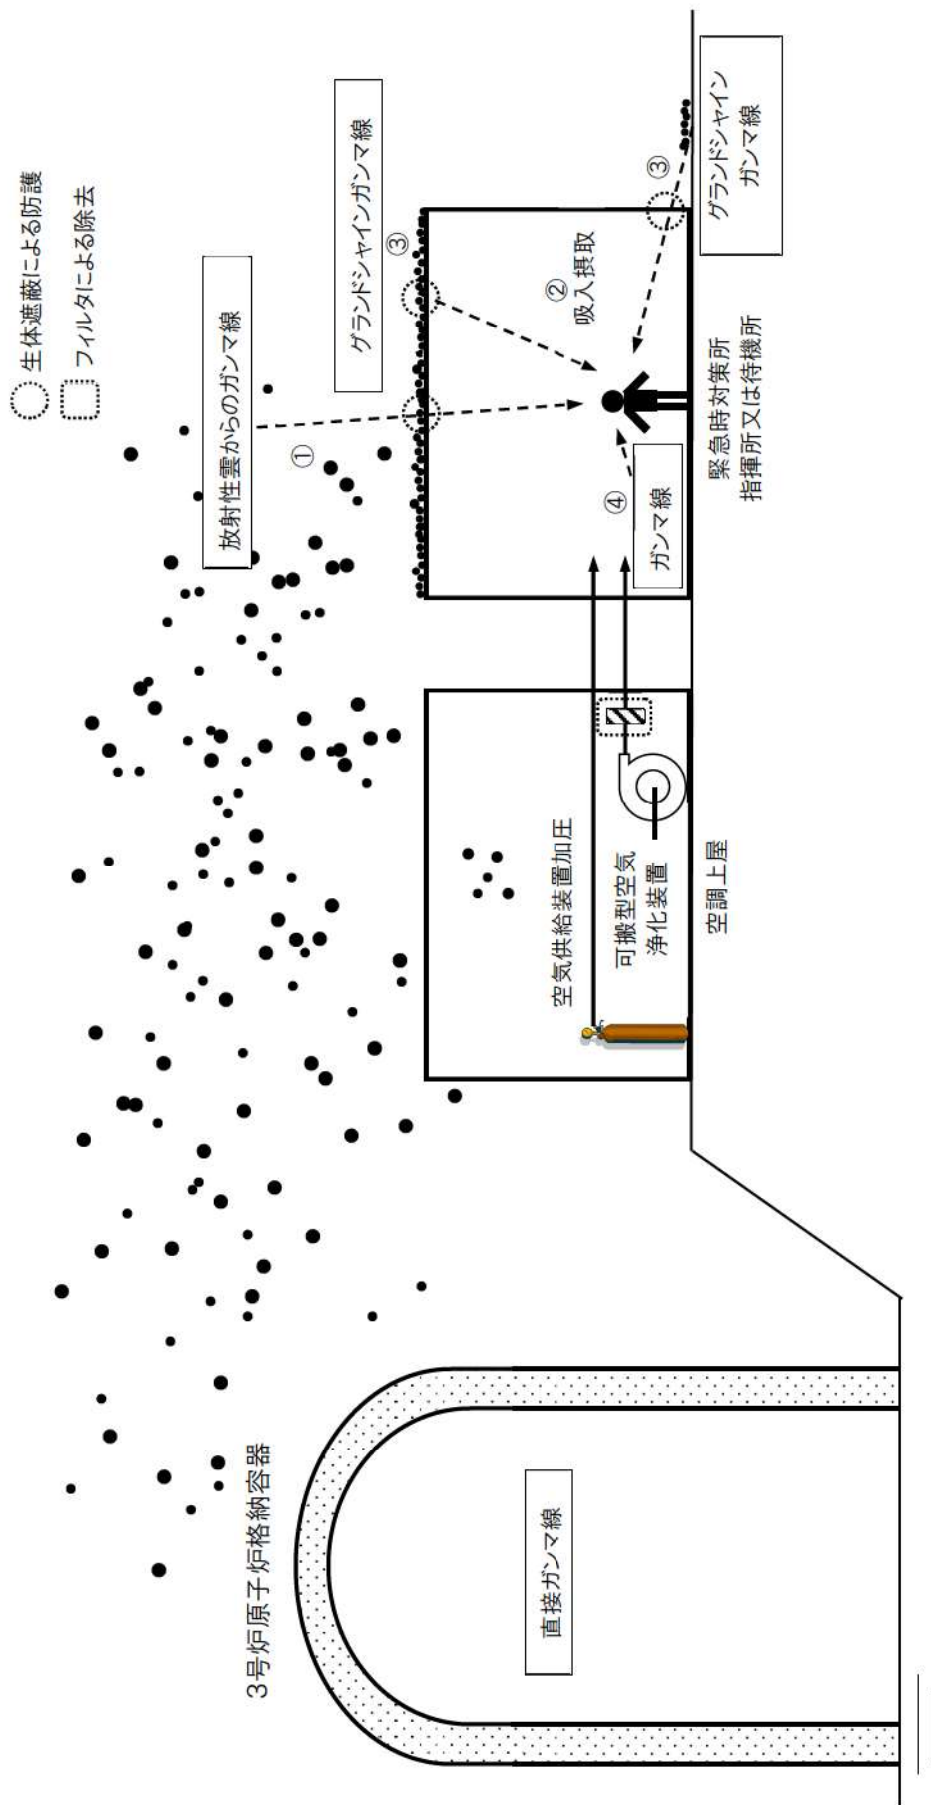 生体遮蔽による防護
フィルタによる除去
放射性雲からのガンマ線
グランドシャインガンマ線
①
③
②
吸入摂取
③
グランドシャイン
ガンマ線
④
ガンマ線
緊急時対策所
指揮所又は待機所
空気供給装置加圧
可搬型空気
浄化装置
空調上屋
3号炉原子炉格納容器
直接ガンマ線